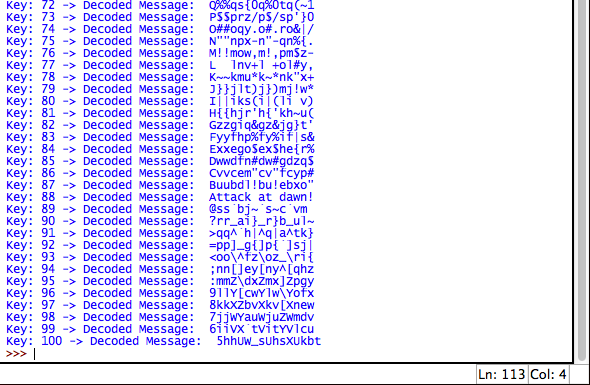 Key: 72 -> Decoded Message:  Q%%qs{0q%0tq(~1
Key: 73 -> Decoded Message:  P$$prz/p$/sp'}0
Key: 74 -> Decoded Message:  O##oqy.o#.ro&|/
Key: 75 -> Decoded Message:  N""npx-n"-qn%{.
Key: 76 -> Decoded Message:  M!!mow,m!,pm$z-
Key: 77 -> Decoded Message:  L  lnv+l +ol#y,
Key: 78 -> Decoded Message:  K~~kmu*k~*nk"x+
Key: 79 -> Decoded Message:  J}}jlt)j})mj!w*
Key: 80 -> Decoded Message:  I||iks(i|(li v)
Key: 81 -> Decoded Message:  H{{hjr'h{'kh~u(
Key: 82 -> Decoded Message:  Gzzgiq&gz&jg}t'
Key: 83 -> Decoded Message:  Fyyfhp%fy%if|s&
Key: 84 -> Decoded Message:  Exxego$ex$he{r%
Key: 85 -> Decoded Message:  Dwwdfn#dw#gdzq$
Key: 86 -> Decoded Message:  Cvvcem"cv"fcyp#
Key: 87 -> Decoded Message:  Buubdl!bu!ebxo"
Key: 88 -> Decoded Message:  Attack at dawn!
Key: 89 -> Decoded Message:  @ss`bj~`s~c`vm
Key: 90 -> Decoded Message:  ?rr_ai}_r}b_ul~
Key: 91 -> Decoded Message:  >qq^`h|^q|a^tk}
Key: 92 -> Decoded Message:  =pp]_g{]p{`]sj|
Key: 93 -> Decoded Message:  <oo\^fz\oz_\ri{
Key: 94 -> Decoded Message:  ;nn[]ey[ny^[qhz
Key: 95 -> Decoded Message:  :mmZ\dxZmx]Zpgy
Key: 96 -> Decoded Message:  9llY[cwYlw\Yofx
Key: 97 -> Decoded Message:  8kkXZbvXkv[Xnew
Key: 98 -> Decoded Message:  7jjWYauWjuZWmdv
Key: 99 -> Decoded Message:  6iiVX`tVitYVlcu
Key: 100 -> Decoded Message:  5hhUW_sUhsXUkbt
>>>
Ln: 113 Col: 4